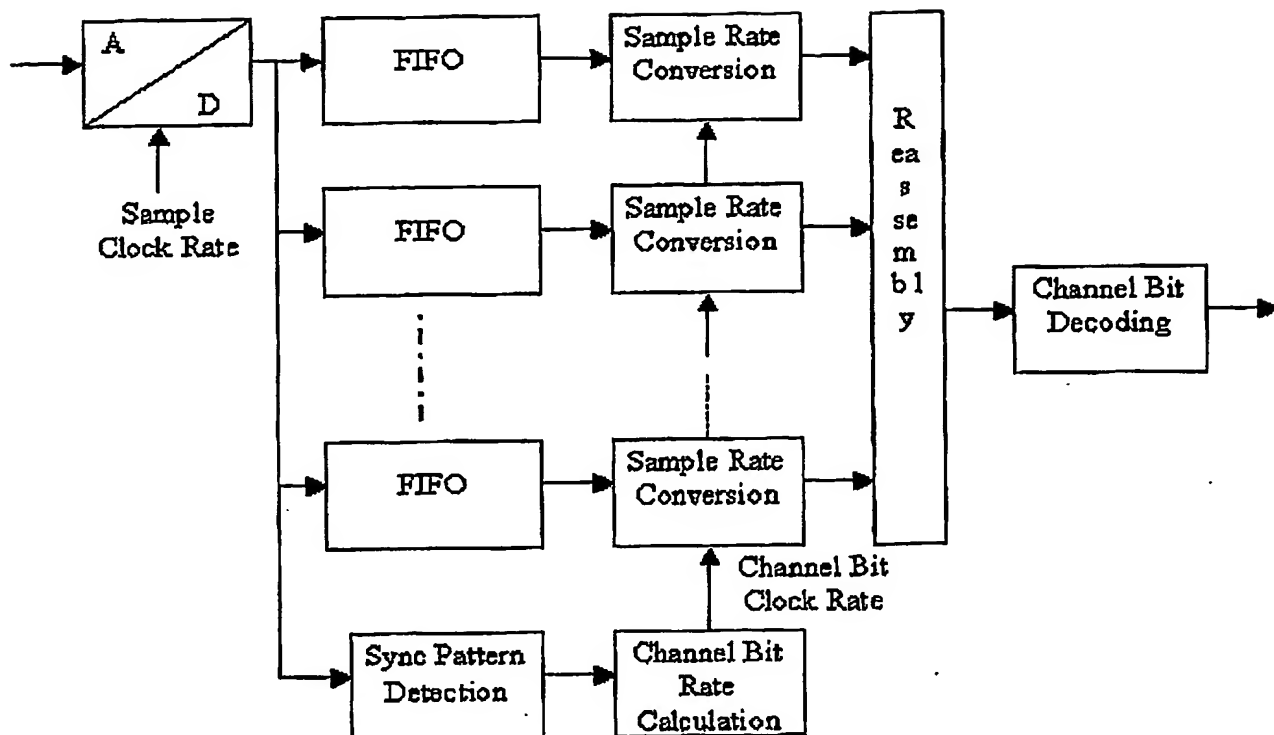 A
D
Sample
Clock Rate
FIFO
Sample Rate
Conversion
FIFO
Sample Rate
Conversion
FIFO
Sample Rate
Conversion
Channel Bit
Clock Rate
Sync Pattern
Detection
Channel Bit
Rate
Calculation
R
ea
s
se
m
bl
y
Channel Bit
Decoding